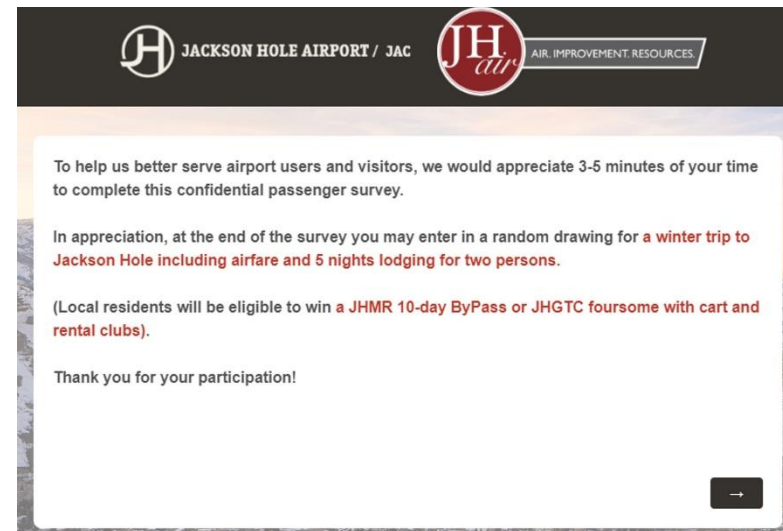 JACKSON HOLE AIRPORT / JAC
JH air AIR. IMPROVEMENT. RESOURCES.
To help us better serve airport users and visitors, we would appreciate 3-5 minutes of your time
to complete this confidential passenger survey.
In appreciation, at the end of the survey you may enter in a random drawing for a winter trip to
Jackson Hole including airfare and 5 nights lodging for two persons.
(Local residents will be eligible to win a JHMR 10-day ByPass or JHGTC foursome with cart and
rental clubs).
Thank you for your participation!
→